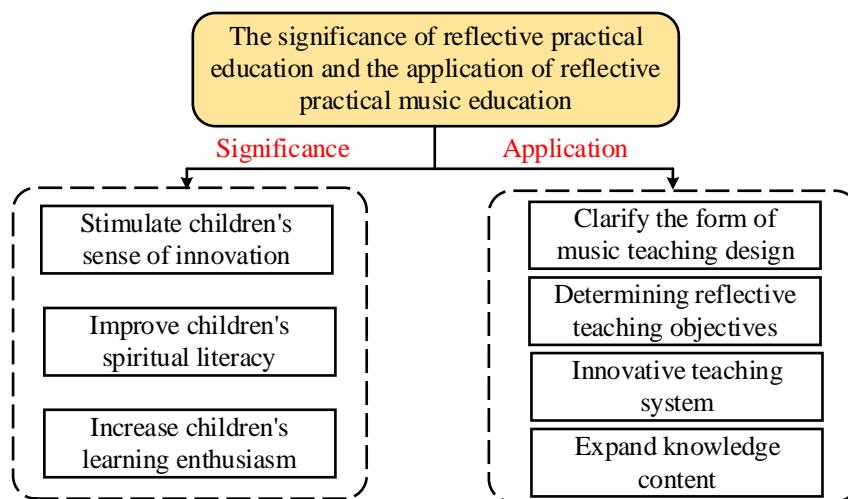 The significance of reflective practical
education and the application of reflective
practical music education
Significance
Application
Stimulate children's
sense of innovation
Improve children's
spiritual literacy
Increase children's
learning enthusiasm
Clarify the form of
music teaching design
Determining reflective
teaching objectives
Innovative teaching
system
Expand knowledge
content